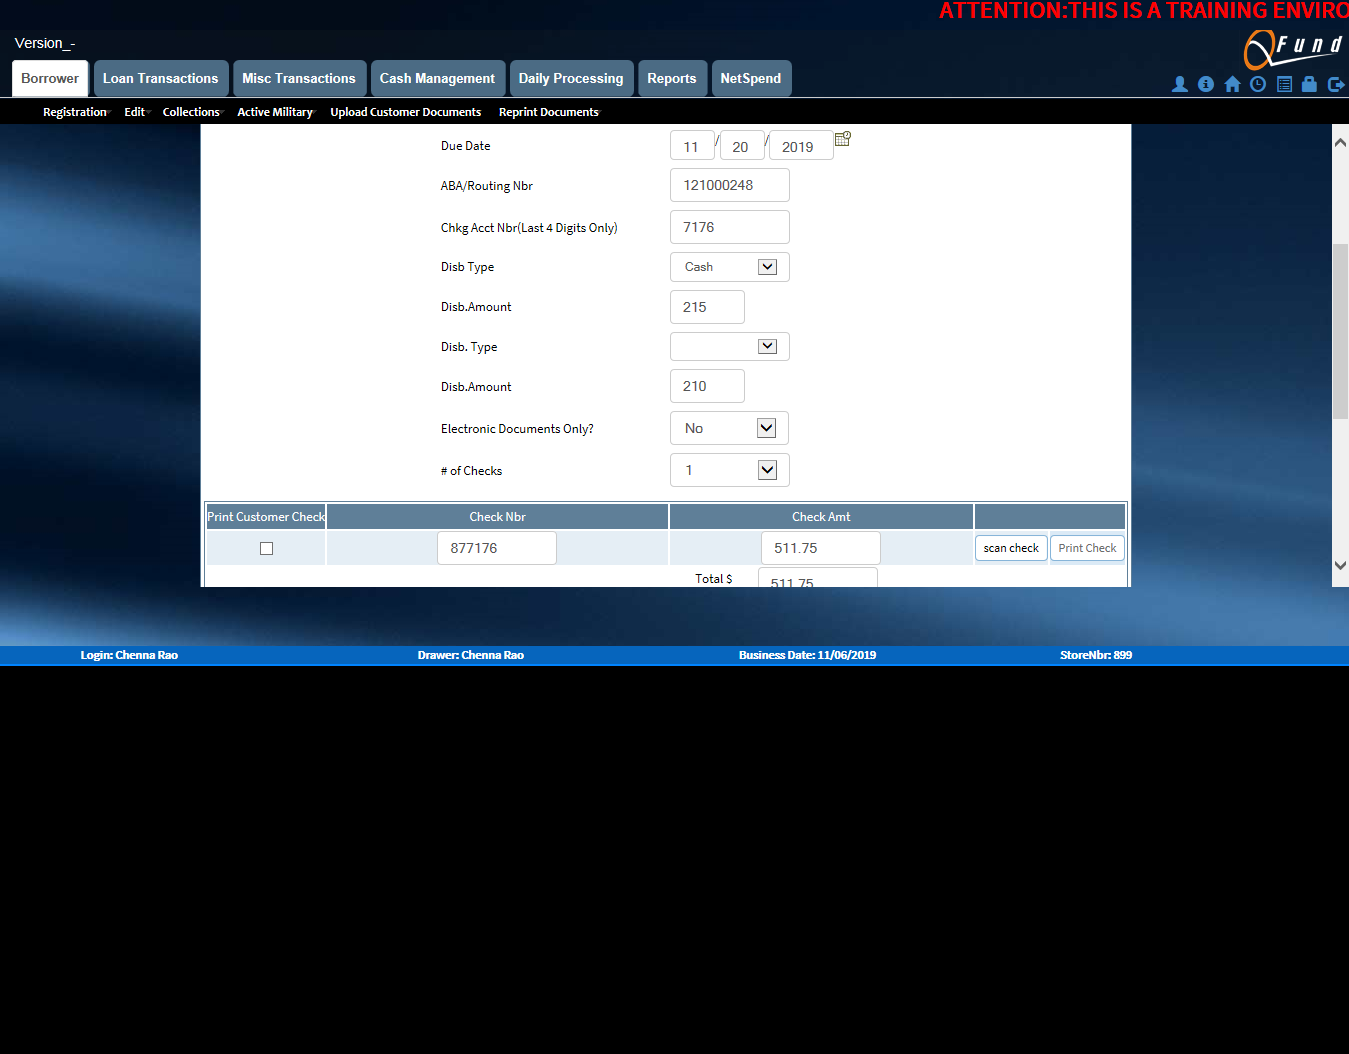 ATTENTION:THIS IS A TRAINING ENVIRO
Version_-
QFund
Borrower Loan Transactions Misc Transactions Cash Management Daily Processing Reports NetSpend
Registration Edit Collections Active Military Upload Customer Documents Reprint Documents
Due Date 11 / 20 / 2019
ABA/Routing Nbr 121000248
Chkg Acct Nbr(Last 4 Digits Only) 7176
Disb Type Cash
Disb.Amount 215
Disb. Type
Disb.Amount 210
Electronic Documents Only? No
# of Checks 1
Print Customer Check Check Nbr Check Amt
877176 511.75 scan check Print Check
Total $ 511.75
Login: Chenna Rao Drawer: Chenna Rao Business Date: 11/06/2019 StoreNbr: 899